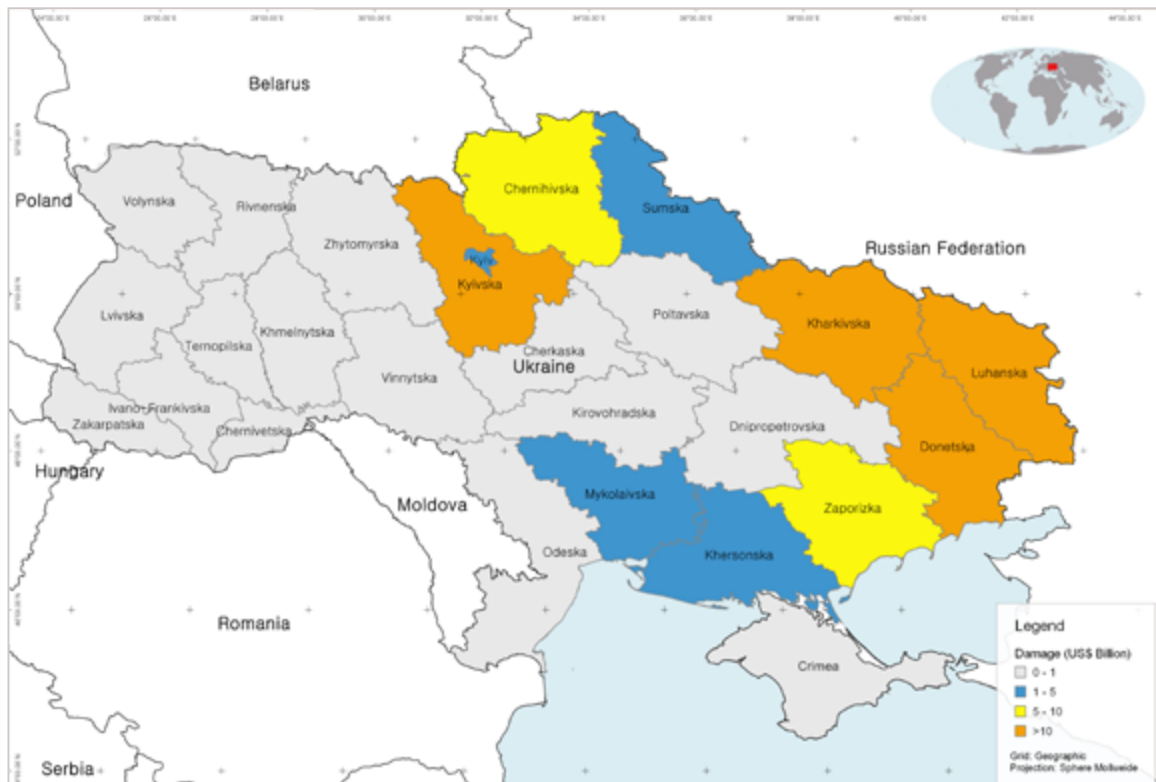 Belarus
Chernihivska
Poland
Volynska
Rivnenska
Sumska
Zhytomyrska
Russian Federation
Kyiv
Kyivska
Lvivska
Poltavska
Kharkivska
Khmelnytska
Ternopilska
Cherkaska
Ukraine
Luhanska
Vinnytska
Ivano-Frankivska
Kirovohradska
Zakarpatska
Chernivetska
Dnipropetrovska
Donetska
Hungary
Mykolaivska
Moldova
Zaporizka
Odeska
Khersonska
Romania
Legend
Damage (US$ Billion)
Crimea
0 - 1
1 - 5
5 - 10
>10
Grid: Geographic
Projection: Sphere Mollweide
Serbia